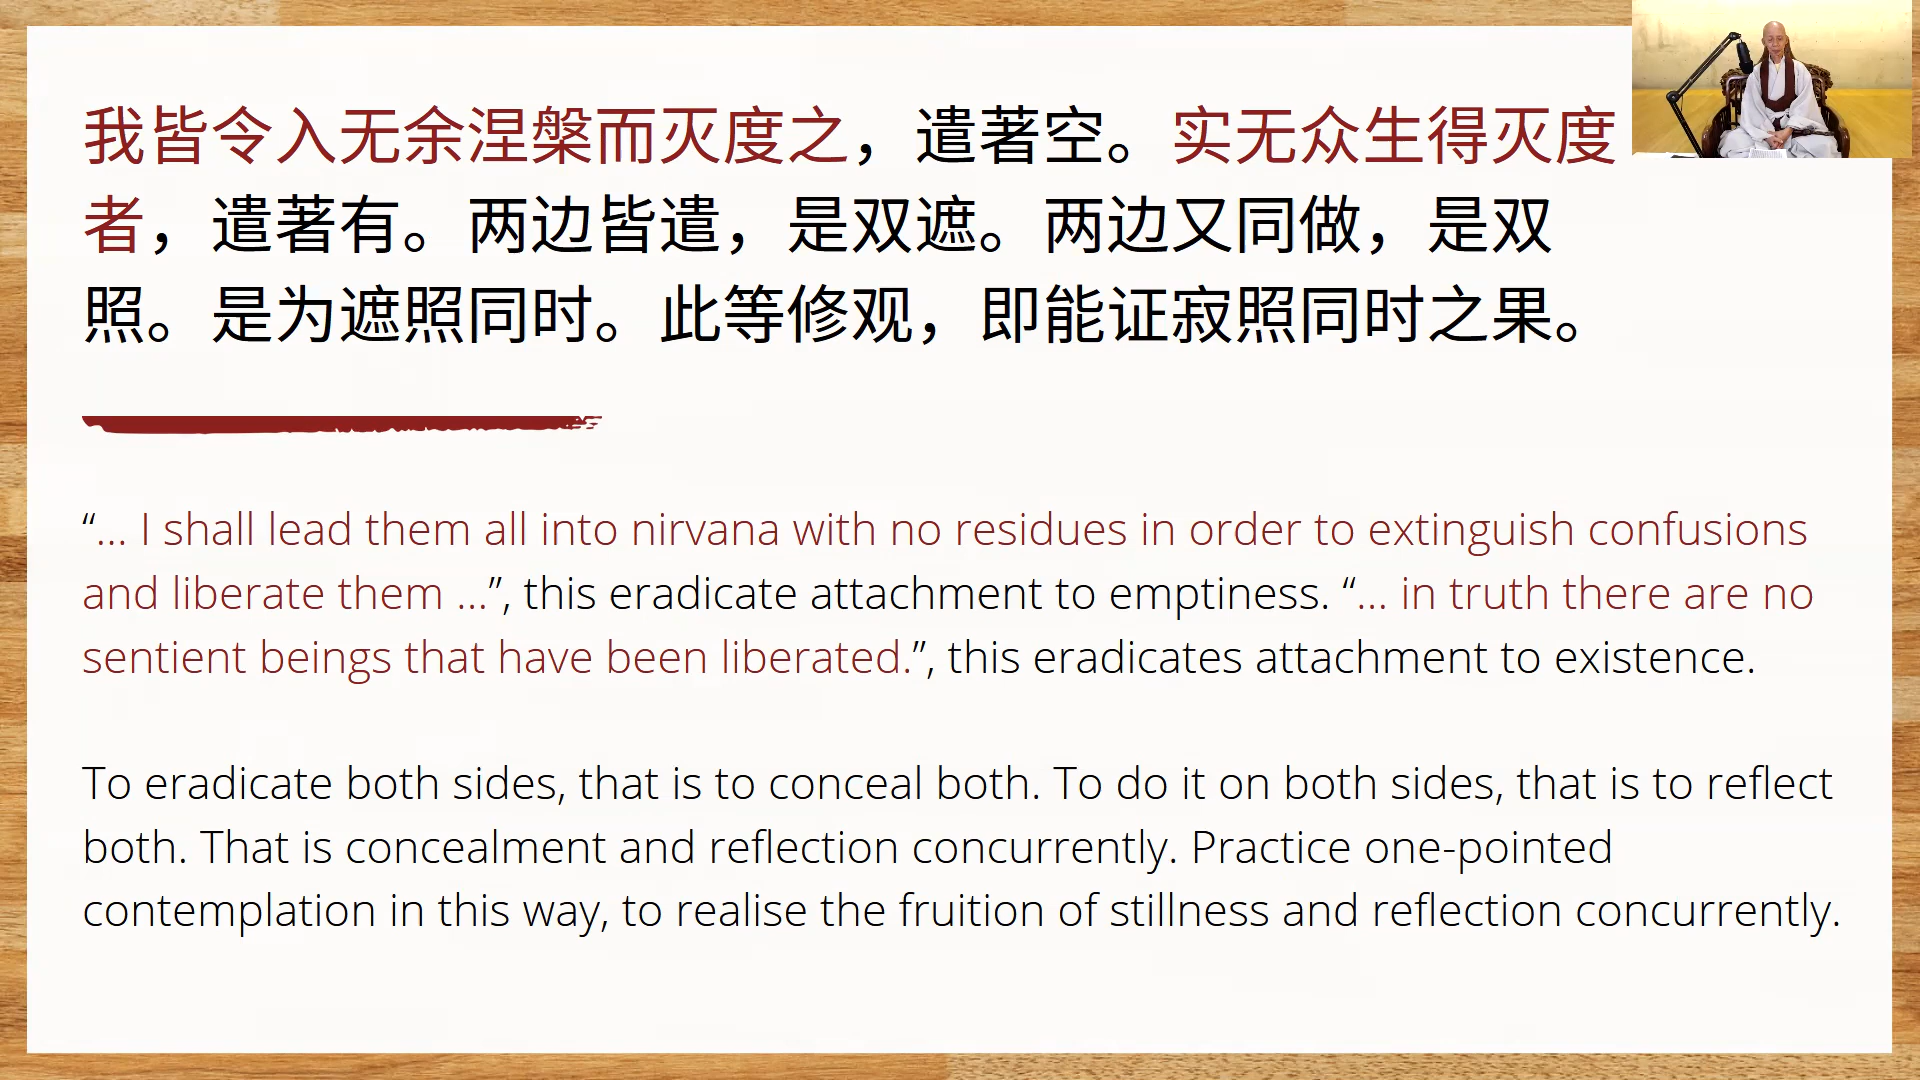 我皆令入无余涅槃而灭度之，遣著空。实无众生得灭度
者，遣著有。两边皆遣，是双遮。两边又同做，是双
照。是为遮照同时。此等修观，即能证寂照同时之果。
“... I shall lead them all into nirvana with no residues in order to extinguish confusions
and liberate them ...”, this eradicate attachment to emptiness. “... in truth there are no
sentient beings that have been liberated.”, this eradicates attachment to existence.
To eradicate both sides, that is to conceal both. To do it on both sides, that is to reflect
both. That is concealment and reflection concurrently. Practice one-pointed
contemplation in this way, to realise the fruition of stillness and reflection concurrently.